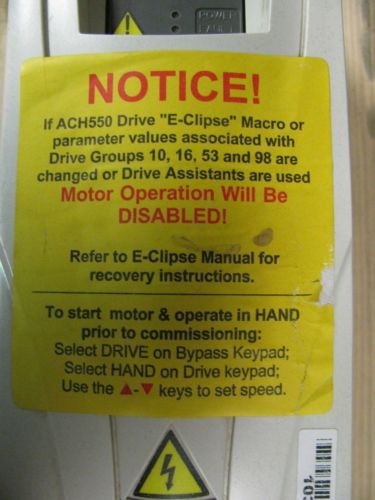 POWER
FAULT
NOTICE!
If ACH550 Drive "E-Clipse" Macro or
parameter values associated with
Drive Groups 10, 16, 53 and 98 are
changed or Drive Assistants are used
Motor Operation Will Be
DISABLED!
Refer to E-Clipse Manual for
recovery instructions.
To start motor & operate in HAND
prior to commissioning:
Select DRIVE on Bypass Keypad;
Select HAND on Drive keypad;
Use the ▲-▼ keys to set speed.